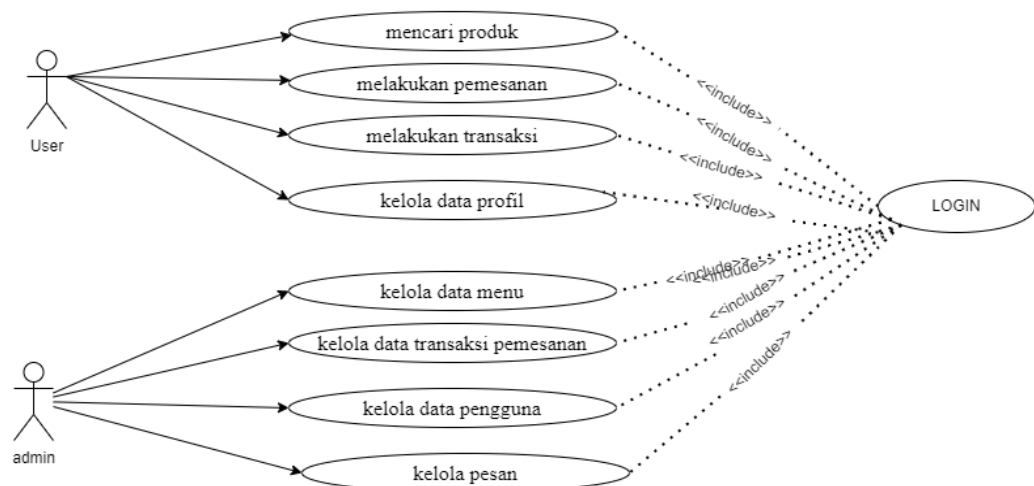 mencari produk
melakukan pemesanan
melakukan transaksi
kelola data profil
User
<<include>>
<<include>>
<<include>>
<<include>>
LOGIN
kelola data menu
kelola data transaksi pemesanan
kelola data pengguna
kelola pesan
admin
<<include>>
<<include>>
<<include>>
<<include>>
<<include>>